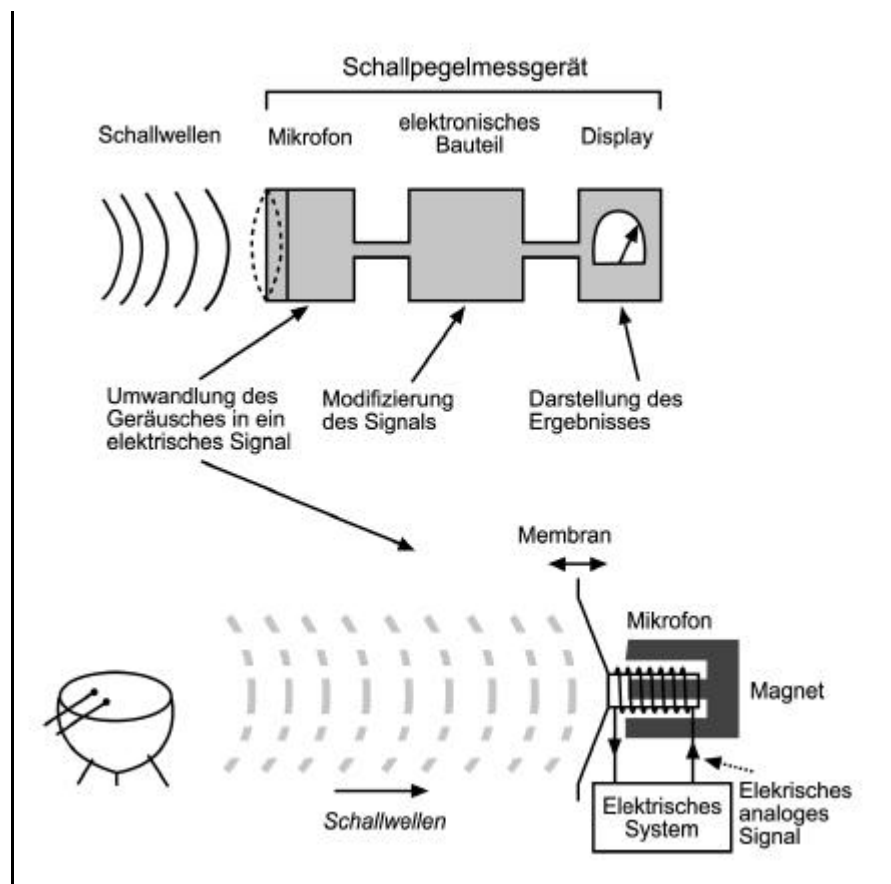 Schallpegelmessgerät
Schallwellen
Mikrofon
elektronisches
Bauteil
Display
Umwandlung des
Geräusches in ein
elektrisches Signal
Modifizierung
des Signals
Darstellung des
Ergebnisses
Membran
Mikrofon
Magnet
Schallwellen
Elektrisches
System
Elekrisches
analoges
Signal